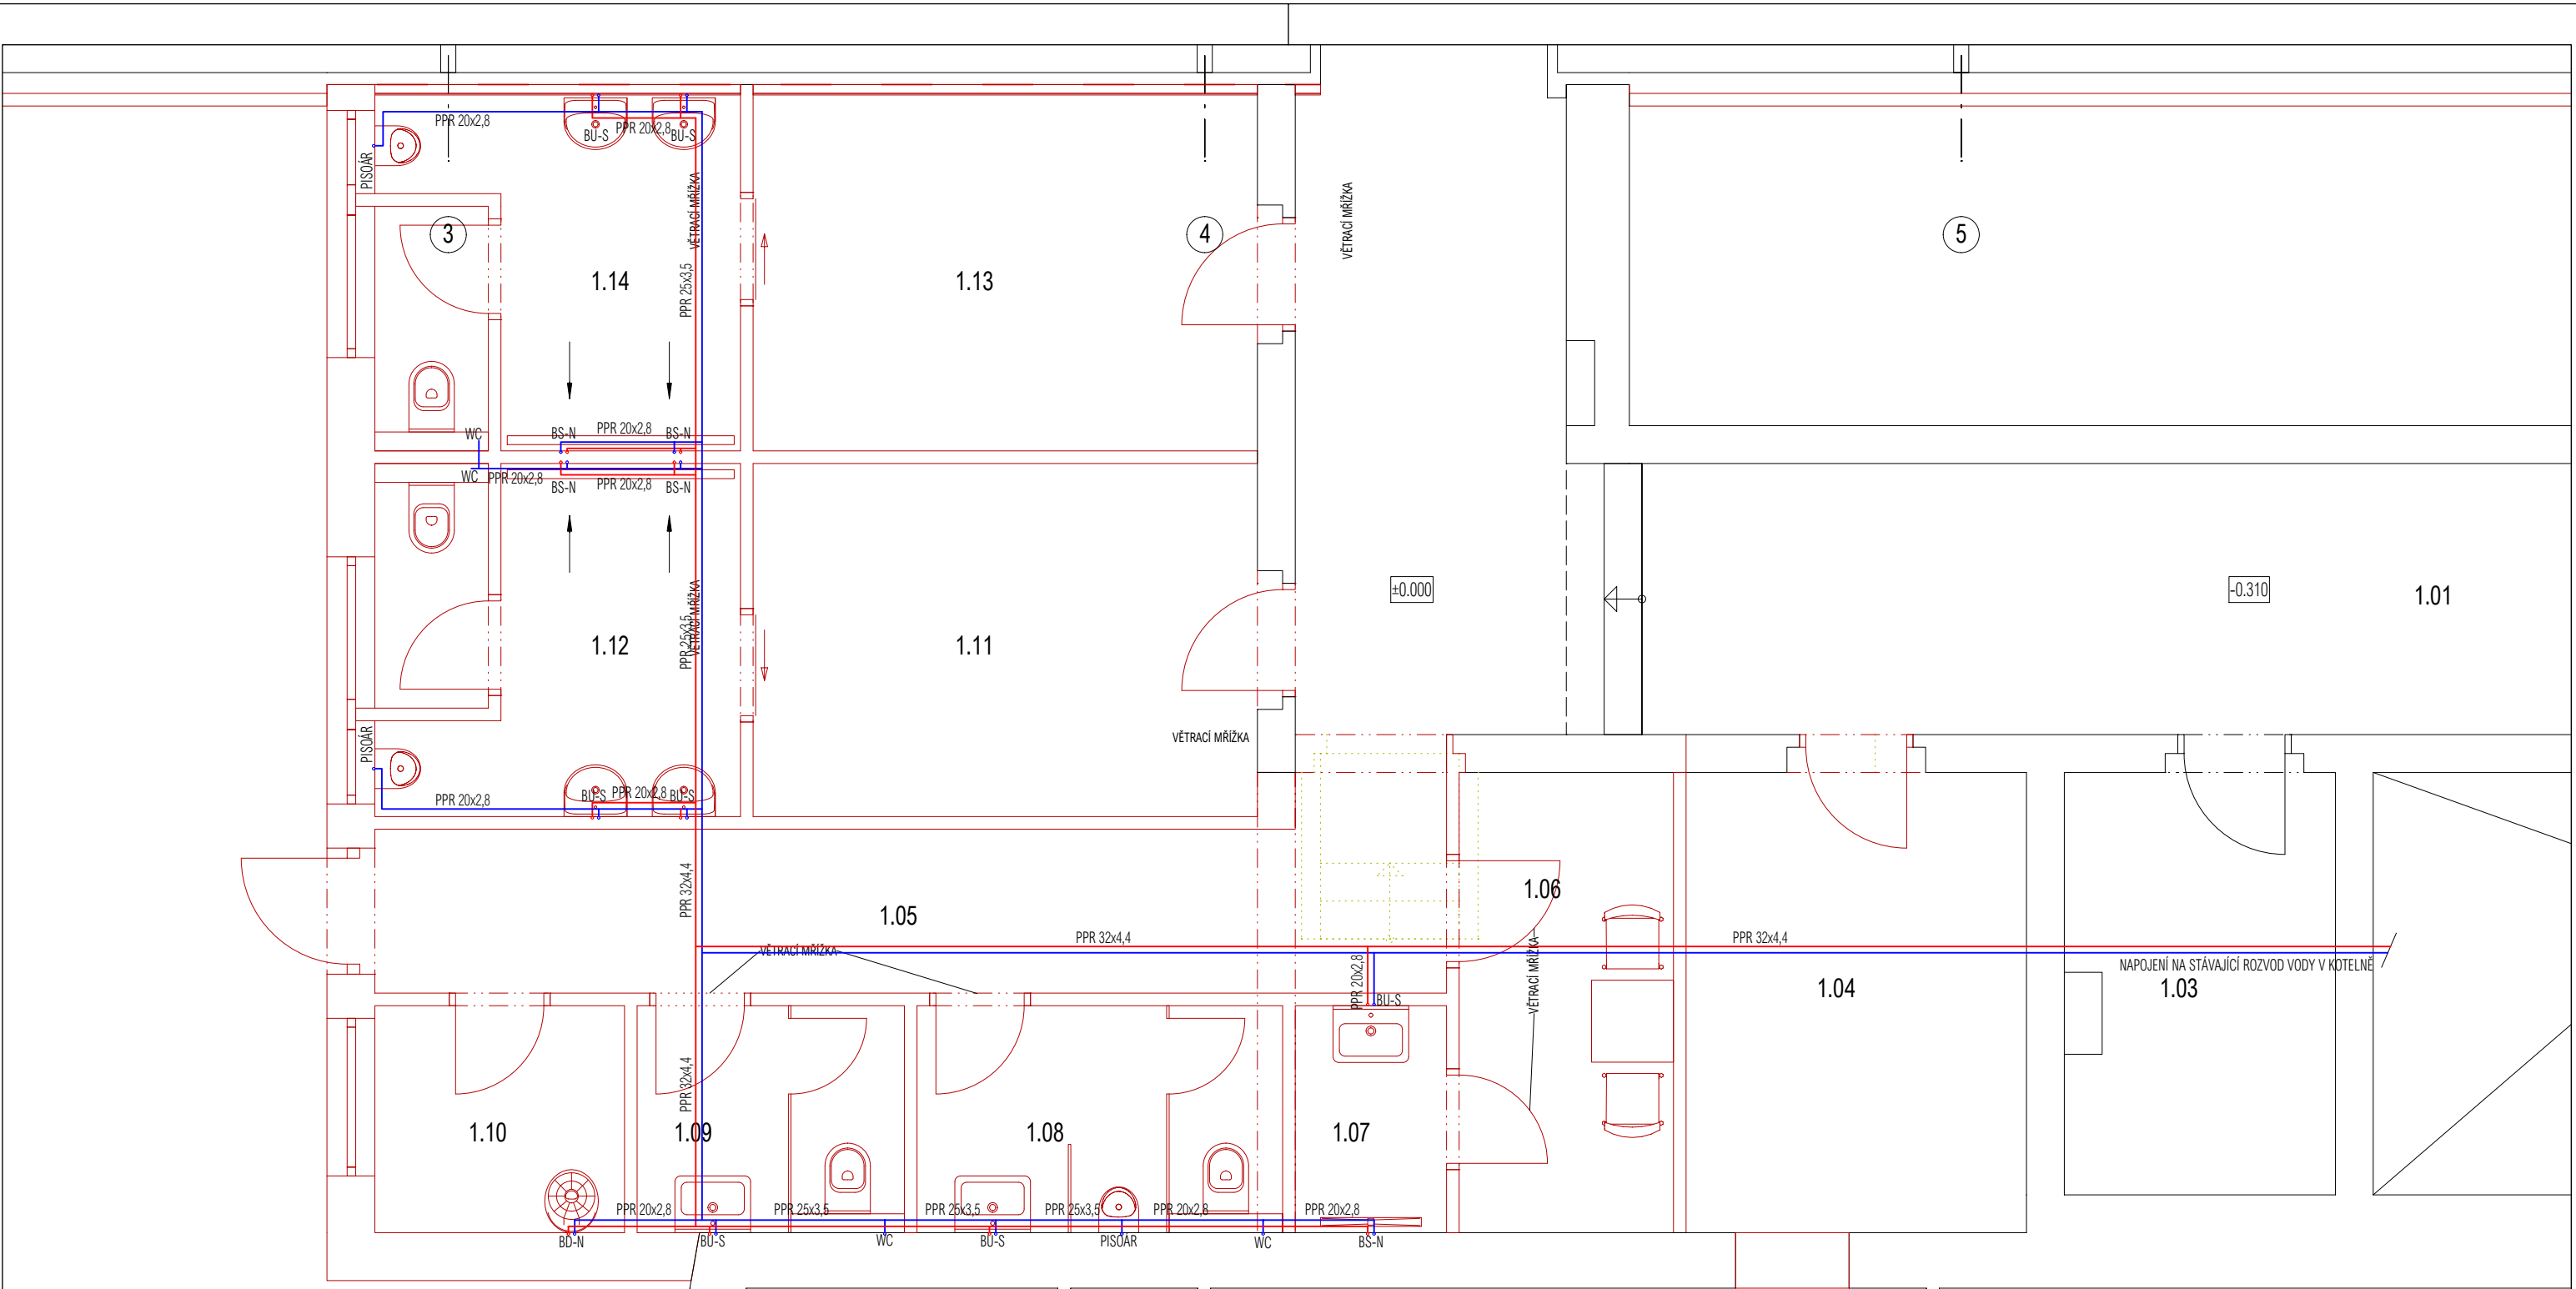 PPR 20x2,8
BU-S
PPR 20x2,8
BU-S
PISOÁR
VĚTRACÍ MŘÍŽKA
VĚTRACÍ MŘÍŽKA
3
4
5
1.14
PPR 25x3,5
1.13
WC
BS-N
PPR 20x2,8
BS-N
WC
PPR 20x2,8
BS-N
PPR 20x2,8
BS-N
±0.000
-0.310
1.01
VĚTRACÍ MŘÍŽKA
PPR 25x3,5
1.12
1.11
PISOÁR
VĚTRACÍ MŘÍŽKA
PPR 20x2,8
BU-S
PPR 20x2,8
BU-S
PPR 32x4,4
1.05
1.06
PPR 32x4,4
PPR 32x4,4
VĚTRACÍ MŘÍŽKA
VĚTRACÍ MŘÍŽKA
NAPOJENÍ NA STÁVAJÍCÍ ROZVOD VODY V KOTELNĚ
PPR 20x2,8
BU-S
1.04
1.03
PPR 32x4,4
1.10
1.09
1.08
1.07
PPR 20x2,8
PPR 25x3,5
PPR 25x3,5
PPR 25x3,5
PPR 20x2,8
PPR 20x2,8
BD-N
BU-S
WC
BU-S
PISOÁR
WC
BS-N